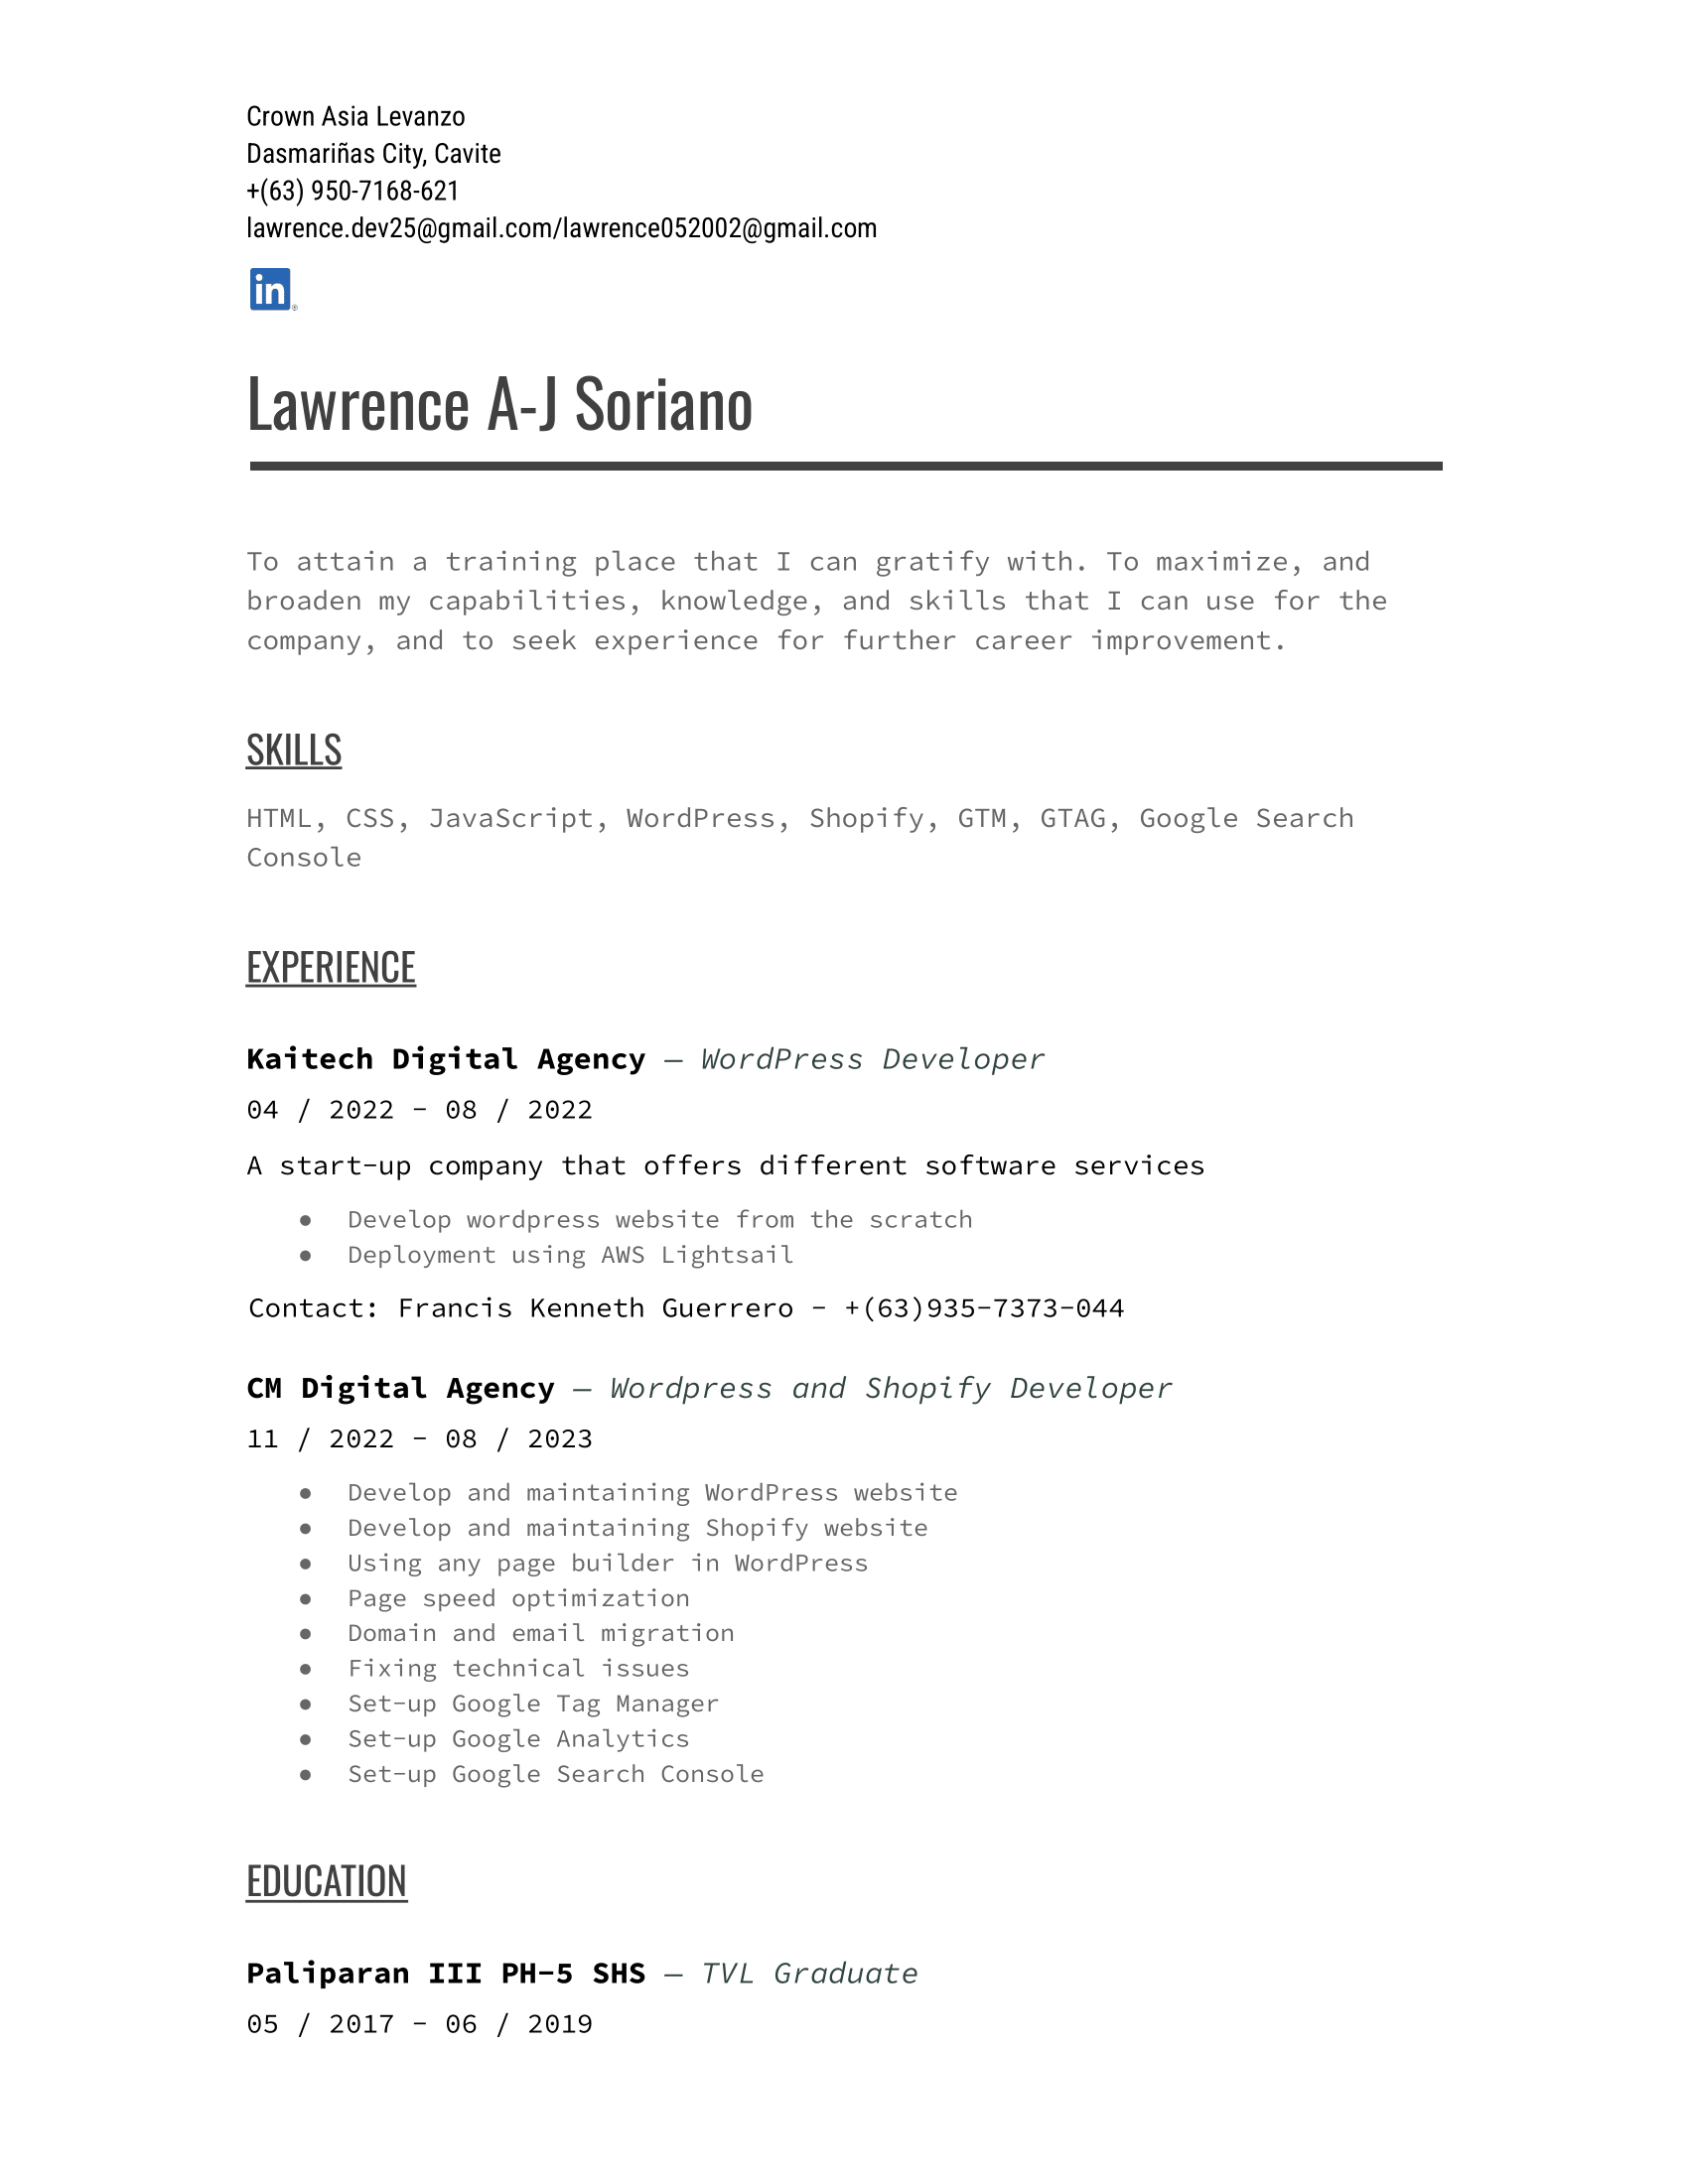 Crown Asia Levanzo
Dasmariñas City, Cavite
+(63) 950-7168-621
lawrence.dev25@gmail.com/lawrence052002@gmail.com
in
Lawrence A-J Soriano
To attain a training place that I can gratify with. To maximize, and
broaden my capabilities, knowledge, and skills that I can use for the
company, and to seek experience for further career improvement.
SKILLS
HTML, CSS, JavaScript, WordPress, Shopify, GTM, GTAG, Google Search
Console
EXPERIENCE
Kaitech Digital Agency — WordPress Developer
04 / 2022 - 08 / 2022
A start-up company that offers different software services
● Develop wordpress website from the scratch
● Deployment using AWS Lightsail
Contact: Francis Kenneth Guerrero - +(63)935-7373-044
CM Digital Agency — Wordpress and Shopify Developer
11 / 2022 - 08 / 2023
● Develop and maintaining WordPress website
● Develop and maintaining Shopify website
● Using any page builder in WordPress
● Page speed optimization
● Domain and email migration
● Fixing technical issues
● Set-up Google Tag Manager
● Set-up Google Analytics
● Set-up Google Search Console
EDUCATION
Paliparan III PH-5 SHS — TVL Graduate
05 / 2017 - 06 / 2019